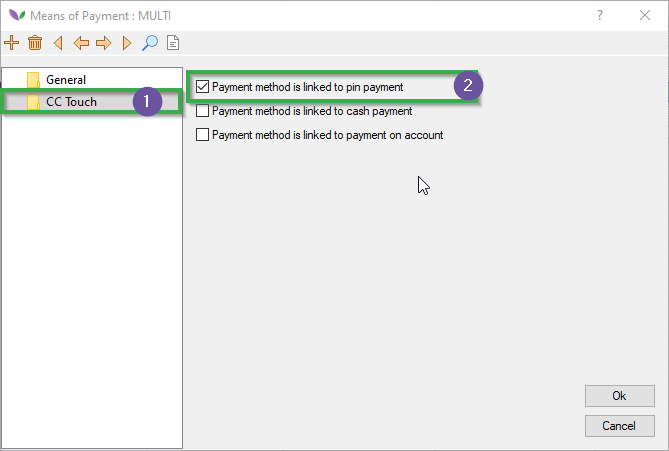 Means of Payment : MULTI
?
General
CC Touch
1
Payment method is linked to pin payment
2
Payment method is linked to cash payment
Payment method is linked to payment on account
Ok
Cancel